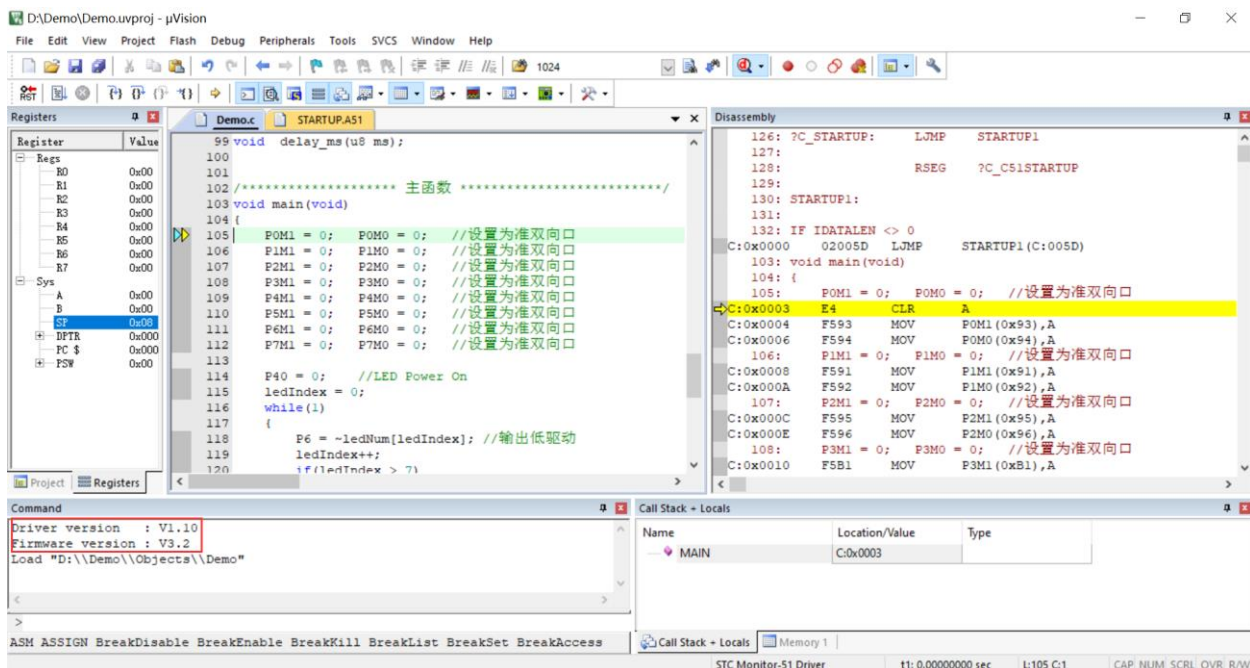 D:\Demo\Demo.uvproj - µVision
File Edit View Project Flash Debug Peripherals Tools SVCS Window Help
1024
RST
Registers
Register Value
Regs
R0 0x00
R1 0x00
R2 0x00
R3 0x00
R4 0x00
R5 0x00
R6 0x00
R7 0x00
Sys
A 0x00
B 0x00
SP 0x08
DPTR 0x000
PC $ 0x000
PSW 0x00
Project Registers
Demo.c STARTUP.A51
99 void delay_ms(u8 ms);
100
101
102 /******************** 主函数 **************************/
103 void main(void)
104 {
105 P0M1 = 0; P0M0 = 0; //设置为准双向口
106 P1M1 = 0; P1M0 = 0; //设置为准双向口
107 P2M1 = 0; P2M0 = 0; //设置为准双向口
108 P3M1 = 0; P3M0 = 0; //设置为准双向口
109 P4M1 = 0; P4M0 = 0; //设置为准双向口
110 P5M1 = 0; P5M0 = 0; //设置为准双向口
111 P6M1 = 0; P6M0 = 0; //设置为准双向口
112 P7M1 = 0; P7M0 = 0; //设置为准双向口
113
114 P40 = 0; //LED Power On
115 ledIndex = 0;
116 while(1)
117 {
118 P6 = ~ledNum[ledIndex]; //输出低驱动
119 ledIndex++;
120 if(ledIndex > 7)
Disassembly
126: ?C_STARTUP: LJMP STARTUP1
127:
128: RSEG ?C_C51STARTUP
129:
130: STARTUP1:
131:
132: IF IDATALEN <> 0
C:0x0000 02005D LJMP STARTUP1(C:005D)
103: void main(void)
104: {
105: P0M1 = 0; P0M0 = 0; //设置为准双向口
C:0x0003 E4 CLR A
C:0x0004 F593 MOV P0M1(0x93),A
C:0x0006 F594 MOV P0M0(0x94),A
106: P1M1 = 0; P1M0 = 0; //设置为准双向口
C:0x0008 F591 MOV P1M1(0x91),A
C:0x000A F592 MOV P1M0(0x92),A
107: P2M1 = 0; P2M0 = 0; //设置为准双向口
C:0x000C F595 MOV P2M1(0x95),A
C:0x000E F596 MOV P2M0(0x96),A
108: P3M1 = 0; P3M0 = 0; //设置为准双向口
C:0x0010 F5B1 MOV P3M1(0xB1),A
Command
Driver version : V1.10
Firmware version : V3.2
Load "D:\\Demo\\Objects\\Demo"
>
ASM ASSIGN BreakDisable BreakEnable BreakKill BreakList BreakSet BreakAccess
Call Stack + Locals
Name Location/Value Type
MAIN C:0x0003
Call Stack + Locals Memory 1
STC Monitor-51 Driver t1: 0.00000000 sec L:105 C:1 CAP NUM SCRL OVR R/W